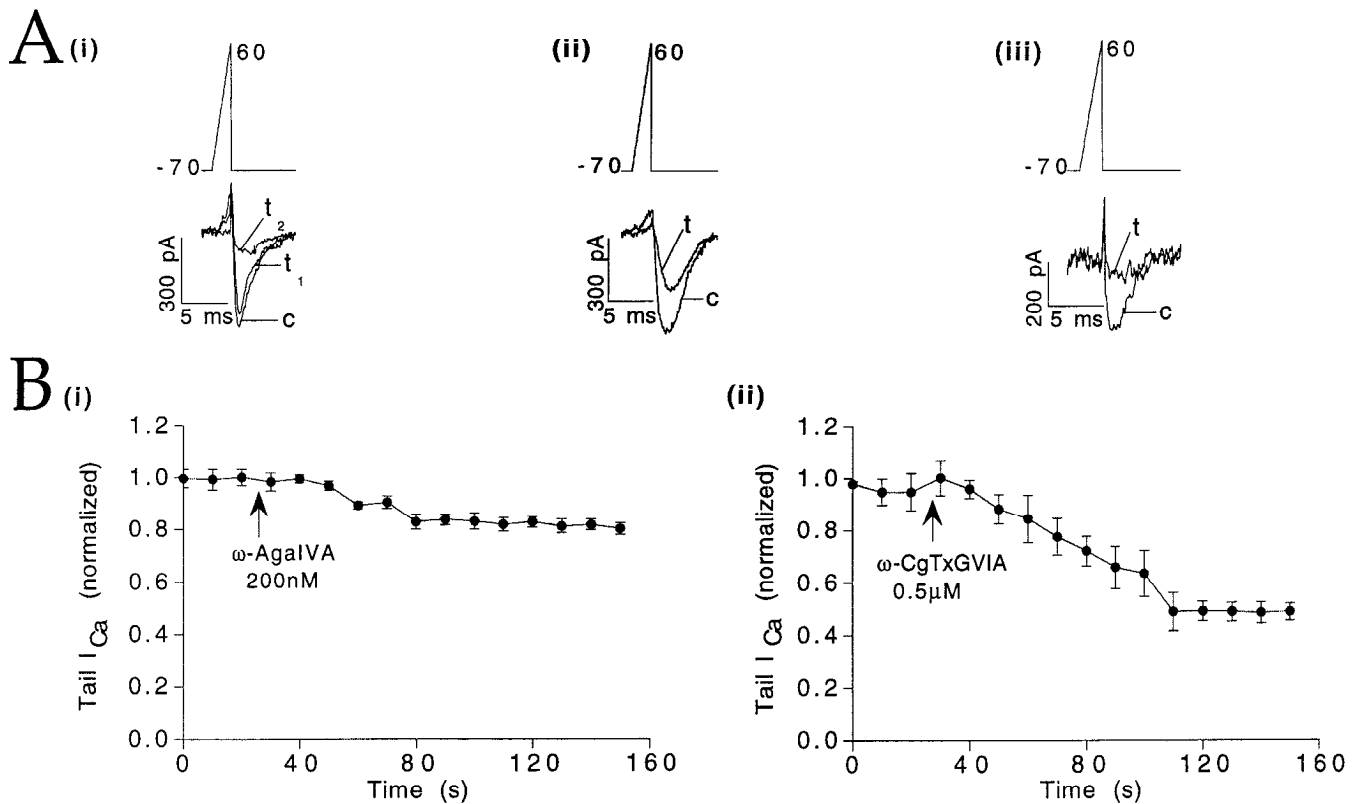 A (i)
60
-70
t 2
t 1
c
300 pA
5 ms
(ii)
60
-70
t
c
300 pA
5 ms
(iii)
60
-70
t
c
200 pA
5 ms
B (i)
1.2
1.0
0.8
0.6
0.4
0.2
0.0
Tail I Ca (normalized)
ω-AgaIVA
200nM
0 40 80 120 160
Time (s)
(ii)
1.2
1.0
0.8
0.6
0.4
0.2
0.0
Tail I Ca (normalized)
ω-CgTxGVIA
0.5μM
0 40 80 120 160
Time (s)